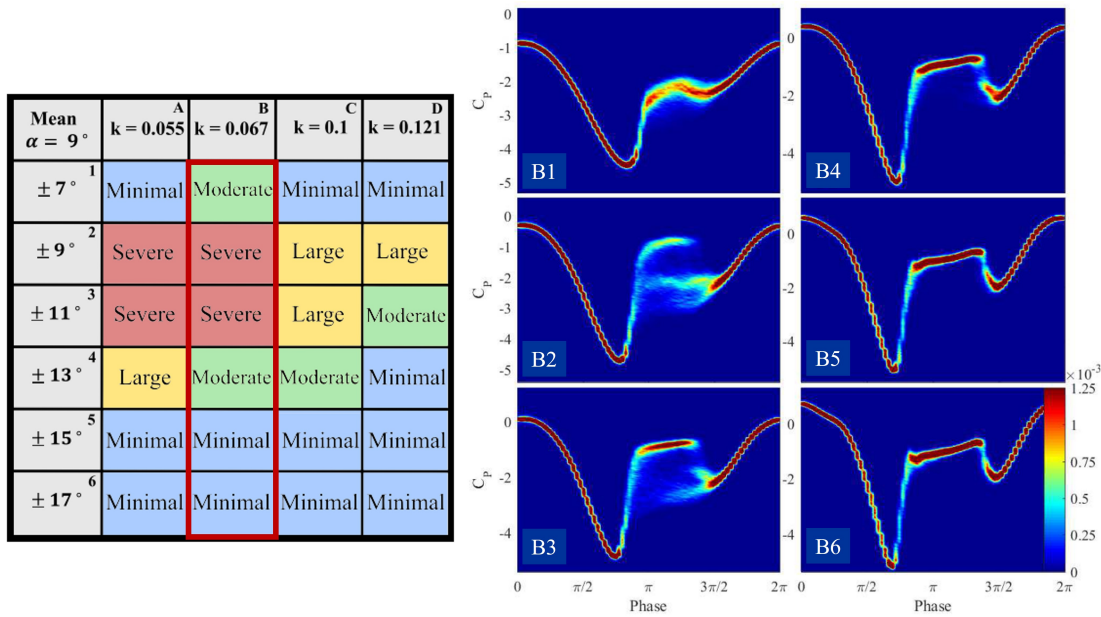 Mean
α = 9°
A
k = 0.055
B
k = 0.067
C
k = 0.1
D
k = 0.121
± 7° 1
Minimal Moderate Minimal Minimal
± 9° 2
Severe Severe Large Large
± 11° 3
Severe Severe Large Moderate
± 13° 4
Large Moderate Moderate Minimal
± 15° 5
Minimal Minimal Minimal Minimal
± 17° 6
Minimal Minimal Minimal Minimal
0
-1
-2
-3
-4
-5
C_P
B1
0
-2
-4
B4
0
-1
-2
-3
-4
-5
C_P
B2
0
-2
-4
B5
0
-2
-4
C_P
B3
0 π/2 π 3π/2 2π
Phase
0
-2
-4
B6
0 π/2 π 3π/2 2π
Phase
×10⁻³
1.25
1
0.75
0.5
0.25
0